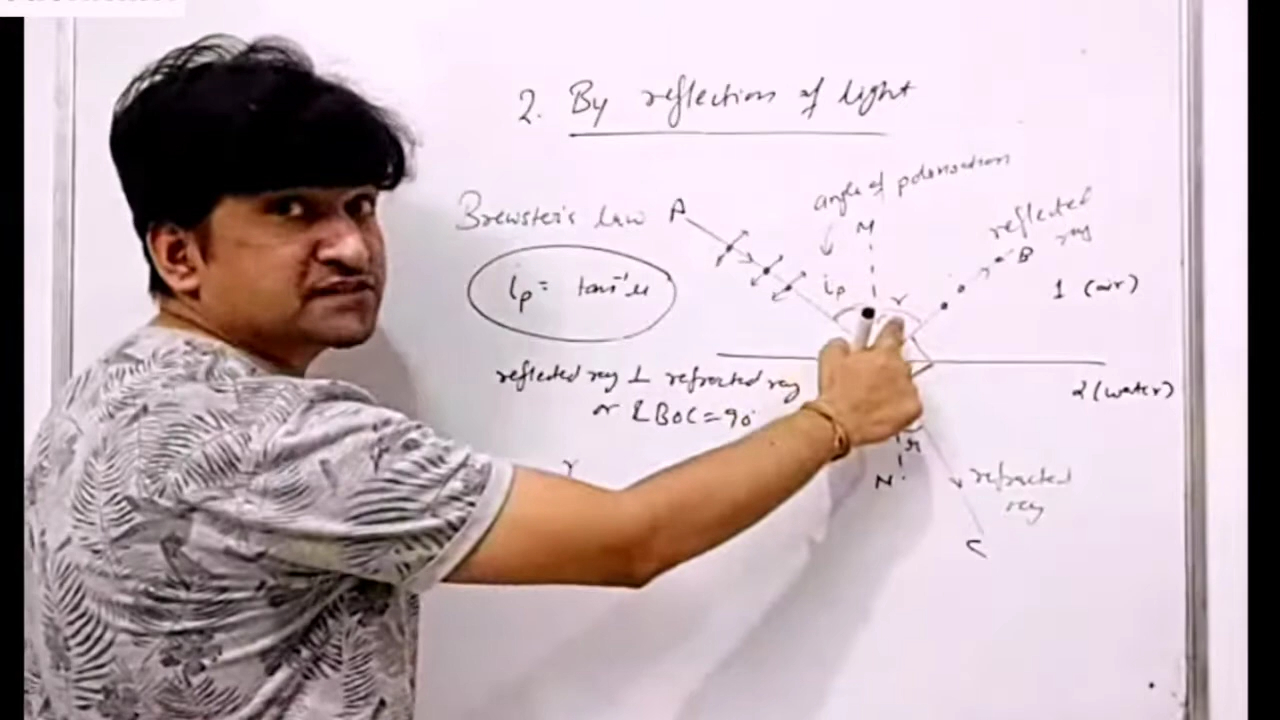 2. By reflection of light
angle of polarisation
Brewster's law
A
M
reflected ray
B
ip = tan⁻¹ μ
ip
r
1 (air)
reflected ray ⊥ refracted ray
2 (water)
or ∠BOC = 90°
r
r
N
refracted ray
C